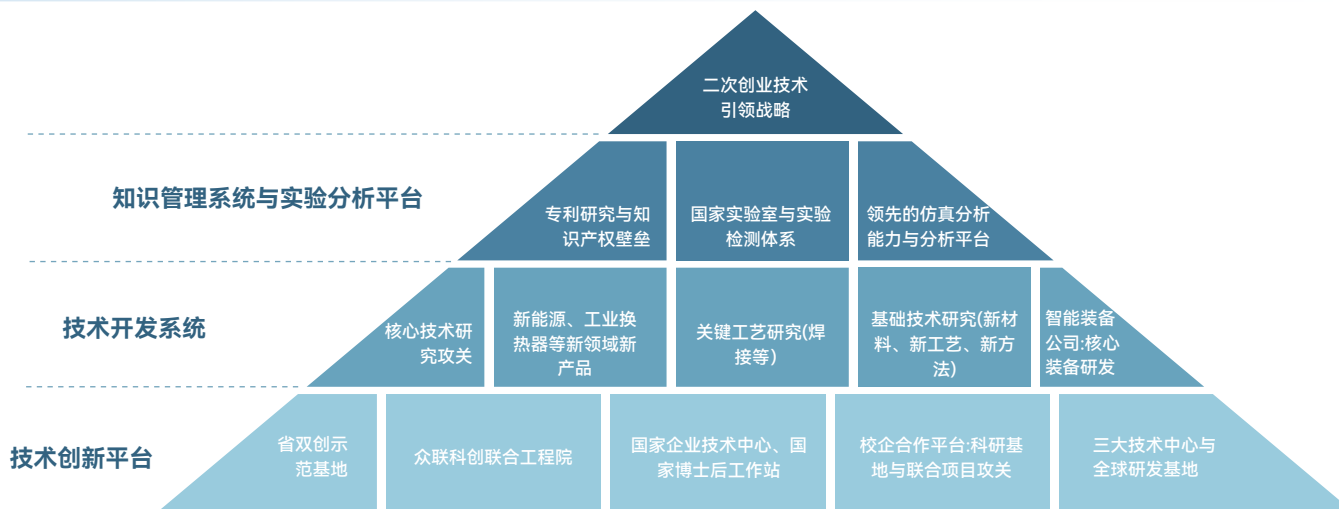 二次创业技术
引领战略
知识管理系统与实验分析平台
专利研究与知
识产权壁垒
国家实验室与实验
检测体系
领先的仿真分析
能力与分析平台
技术开发系统
核心技术研
究攻关
新能源、工业换
热器等新领域新
产品
关键工艺研究(焊
接等)
基础技术研究(新材
料、新工艺、新方
法)
智能装备
公司:核心
装备研发
技术创新平台
省双创示
范基地
众联科创联合工程院
国家企业技术中心、国
家博士后工作站
校企合作平台:科研基
地与联合项目攻关
三大技术中心与
全球研发基地